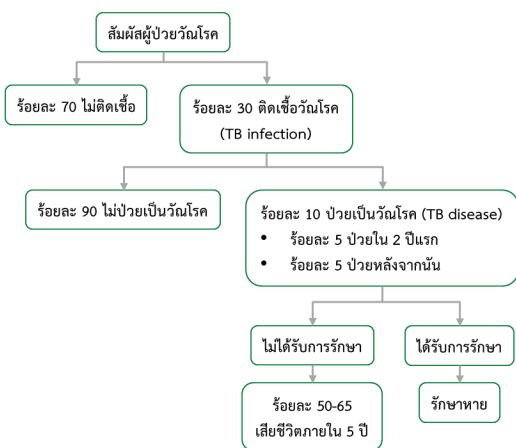 สัมผัสผู้ป่วยวัณโรค
ร้อยละ 70 ไม่ติดเชื้อ
ร้อยละ 30 ติดเชื้อวัณโรค
(TB infection)
ร้อยละ 90 ไม่ป่วยเป็นวัณโรค
ร้อยละ 10 ป่วยเป็นวัณโรค (TB disease)
• ร้อยละ 5 ป่วยใน 2 ปีแรก
• ร้อยละ 5 ป่วยหลังจากนั้น
ไม่ได้รับการรักษา
ได้รับการรักษา
ร้อยละ 50-65
เสียชีวิตภายใน 5 ปี
รักษาหาย